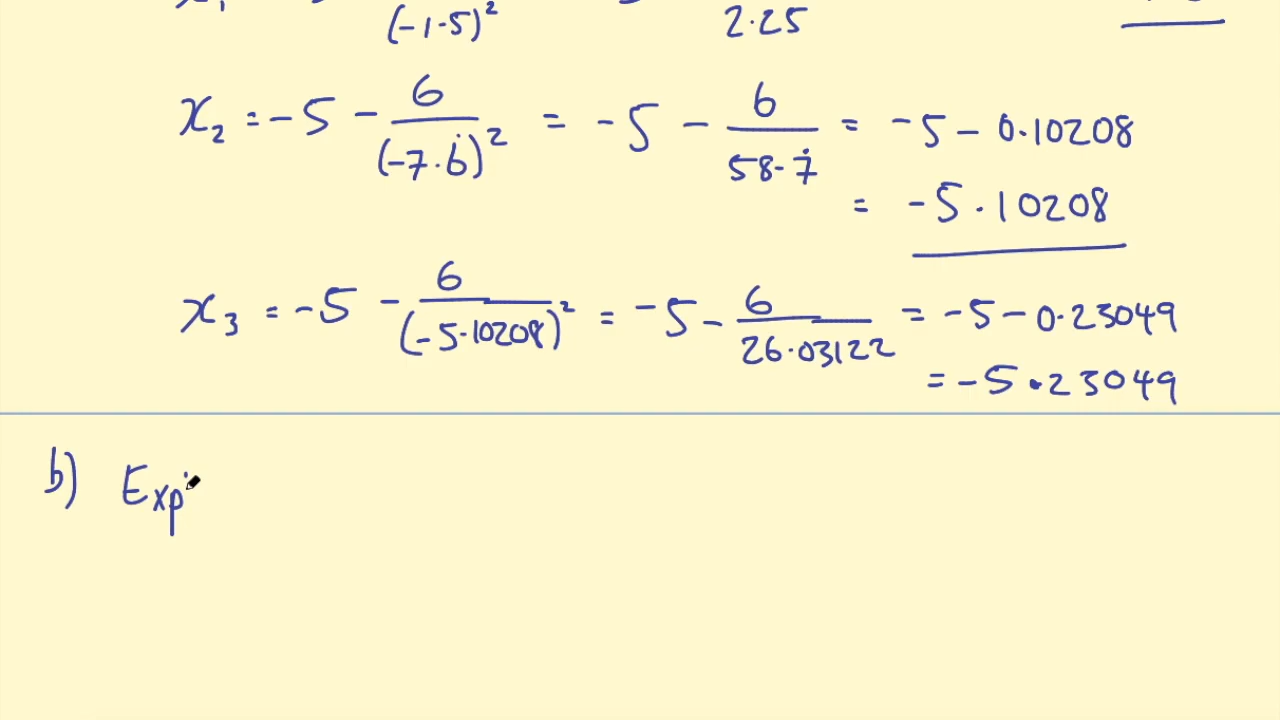 (-1·5)² 2·25
x₂ = -5 - 6/(-7·6̇)² = -5 - 6/58·7̇ = -5 - 0·10208
= -5·10208
x₃ = -5 - 6/(-5·10208)² = -5 - 6/26·03122 = -5 - 0·23049
= -5·23049
b) Exp